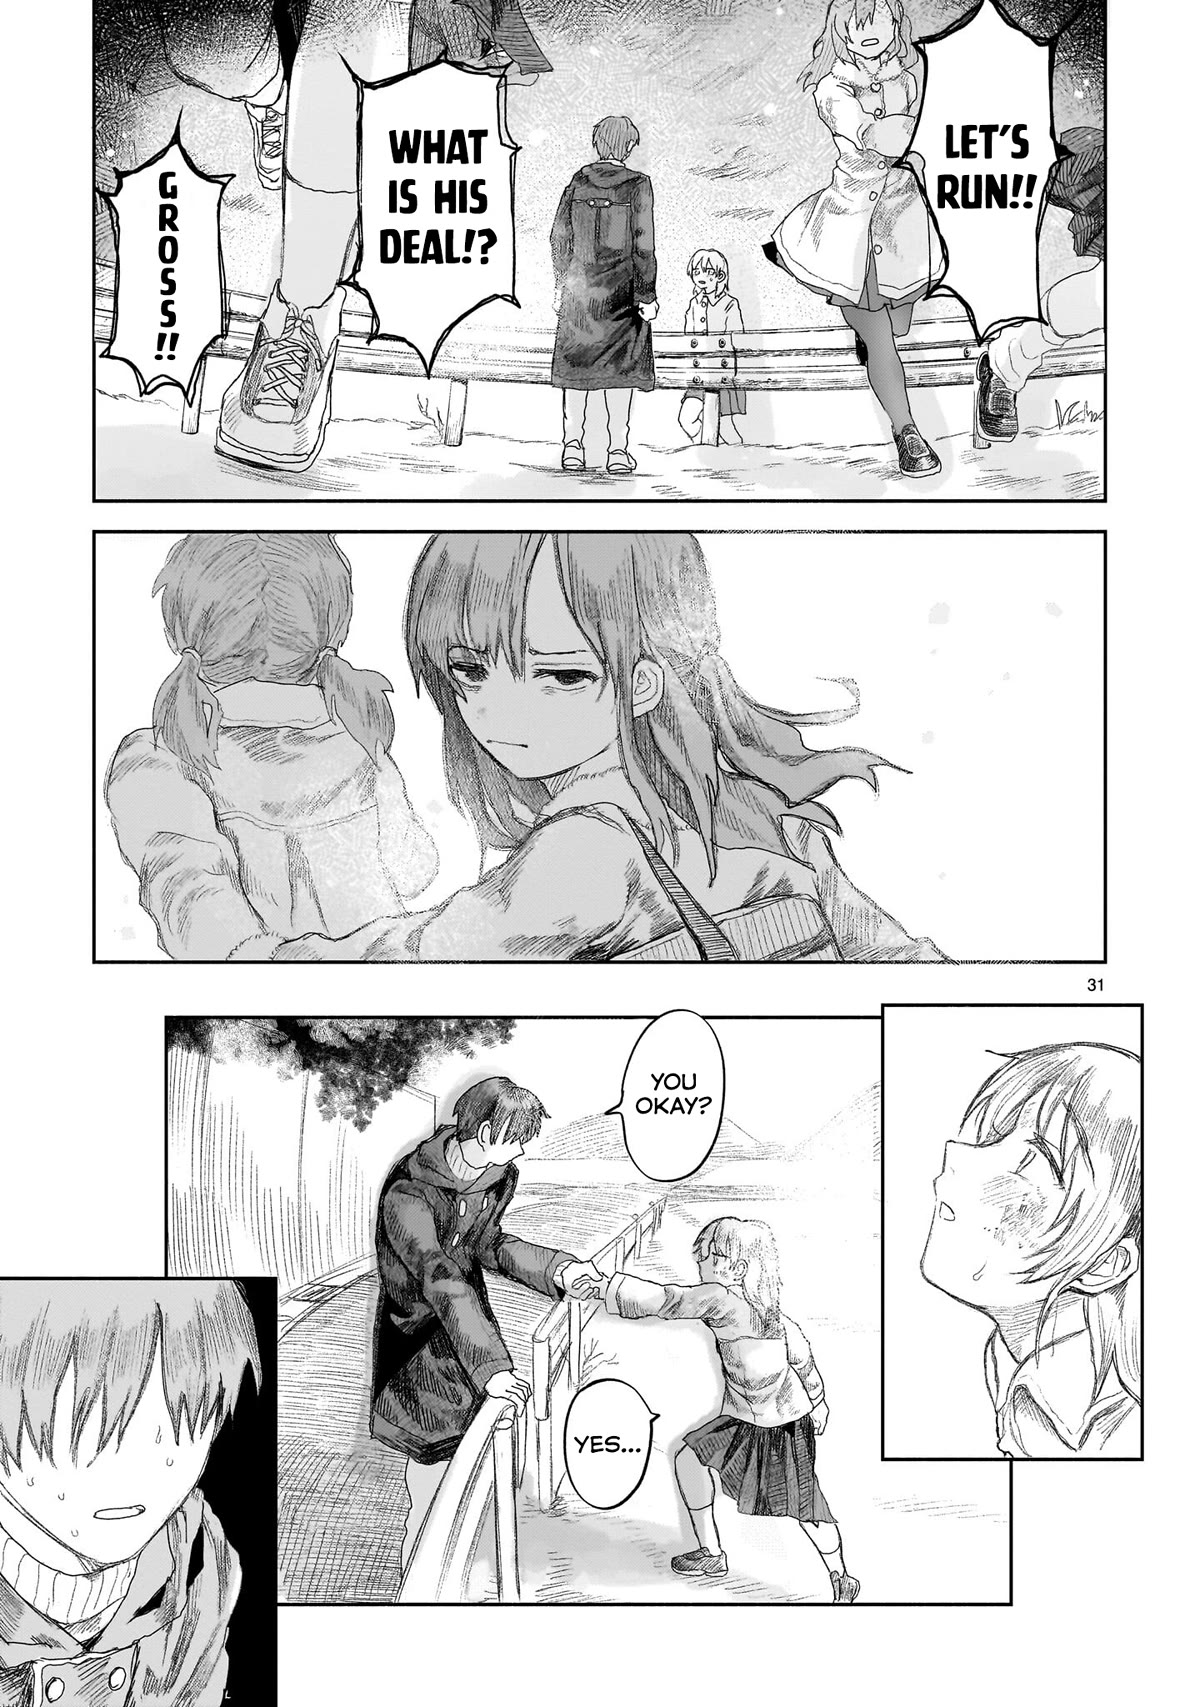 LET'S
RUN!!
WHAT
IS HIS
DEAL!?
GROSS!!
31
YOU
OKAY?
YES...